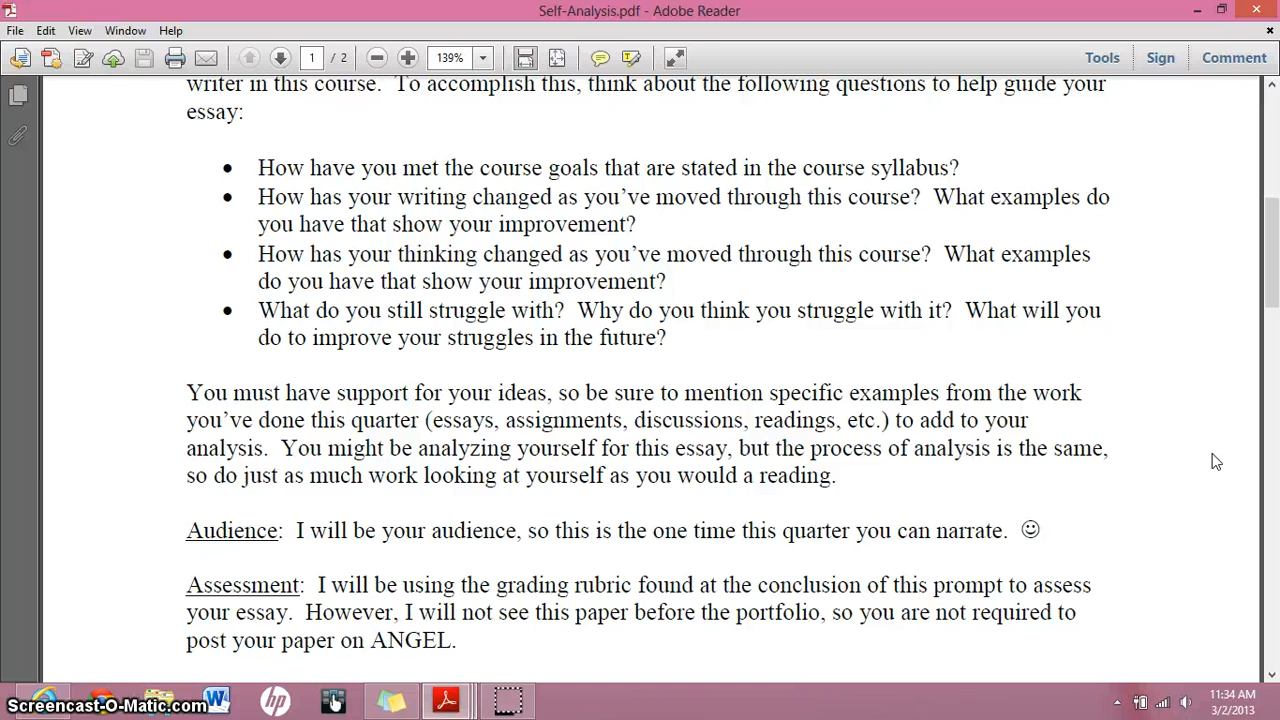 Self-Analysis.pdf - Adobe Reader
File Edit View Window Help
1 / 2 139% Tools Sign Comment
writer in this course.  To accomplish this, think about the following questions to help guide your
essay:
• How have you met the course goals that are stated in the course syllabus?
• How has your writing changed as you’ve moved through this course?  What examples do
you have that show your improvement?
• How has your thinking changed as you’ve moved through this course?  What examples
do you have that show your improvement?
• What do you still struggle with?  Why do you think you struggle with it?  What will you
do to improve your struggles in the future?
You must have support for your ideas, so be sure to mention specific examples from the work
you’ve done this quarter (essays, assignments, discussions, readings, etc.) to add to your
analysis.  You might be analyzing yourself for this essay, but the process of analysis is the same,
so do just as much work looking at yourself as you would a reading.
Audience:  I will be your audience, so this is the one time this quarter you can narrate.  ☺
Assessment:  I will be using the grading rubric found at the conclusion of this prompt to assess
your essay.  However, I will not see this paper before the portfolio, so you are not required to
post your paper on ANGEL.
Screencast-O-Matic.com
hp
11:34 AM
3/2/2013